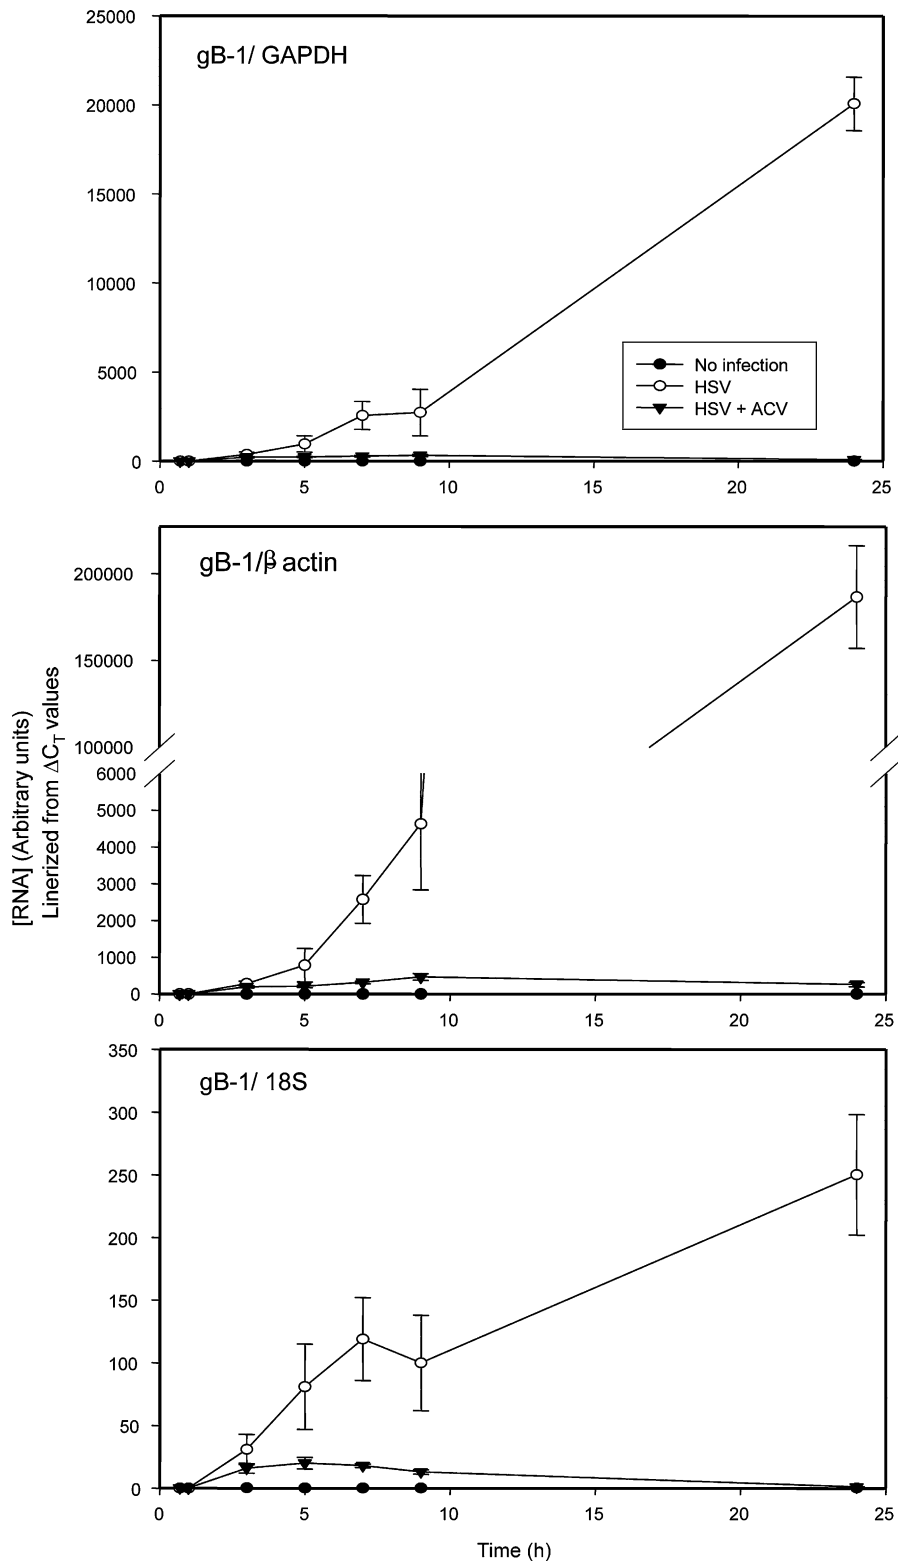 25000
gB-1/ GAPDH
20000
15000
10000
No infection
HSV
HSV + ACV
5000
0
0 5 10 15 20 25
gB-1/β actin
200000
150000
100000
6000
5000
4000
3000
2000
1000
0
0 5 10 15 20 25
[RNA] (Arbitrary units)
Linerized from ΔCT values
350
gB-1/ 18S
300
250
200
150
100
50
0
0 5 10 15 20 25
Time (h)